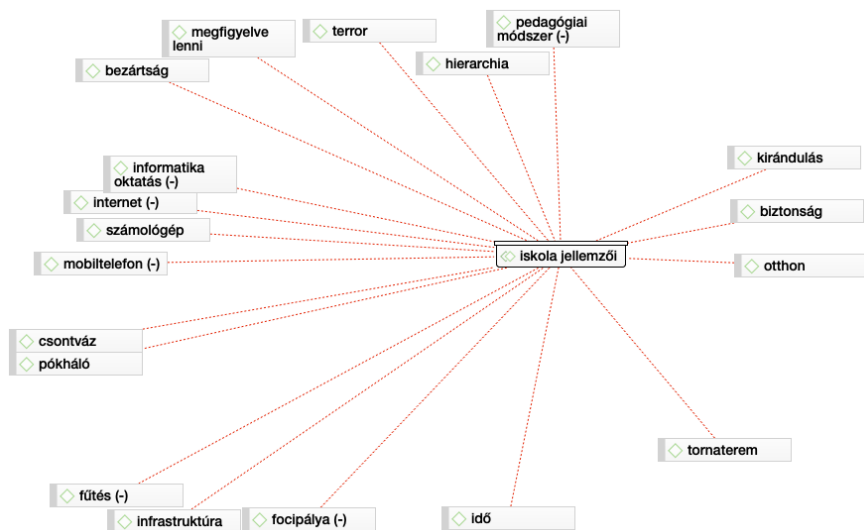 pedagógiai
módszer (-)
megfigyelve
lenni
terror
hierarchia
bezártság
kirándulás
informatika
oktatás (-)
internet (-)
biztonság
számológép
iskola jellemzői
mobiltelefon (-)
otthon
csontváz
pókháló
tornaterem
fűtés (-)
infrastruktúra
focipálya (-)
idő